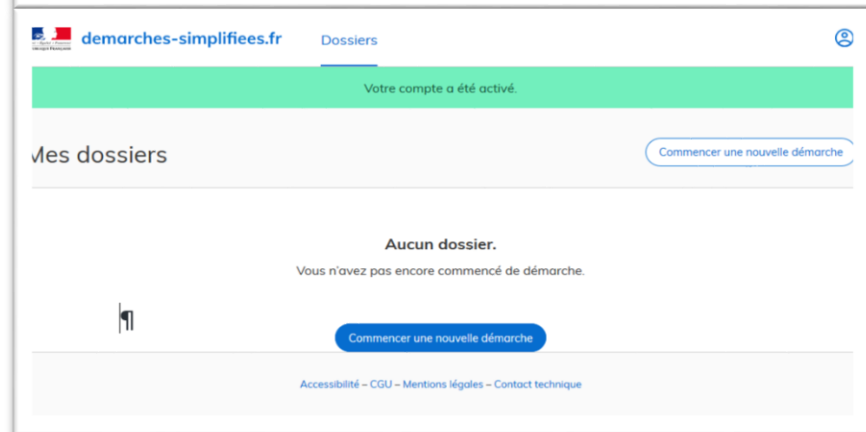 demarches-simplifiees.fr
Dossiers
Votre compte a été activé.
Mes dossiers
Commencer une nouvelle démarche
Aucun dossier.
Vous n'avez pas encore commencé de démarche.
¶
Commencer une nouvelle démarche
Accessibilité – CGU – Mentions légales – Contact technique